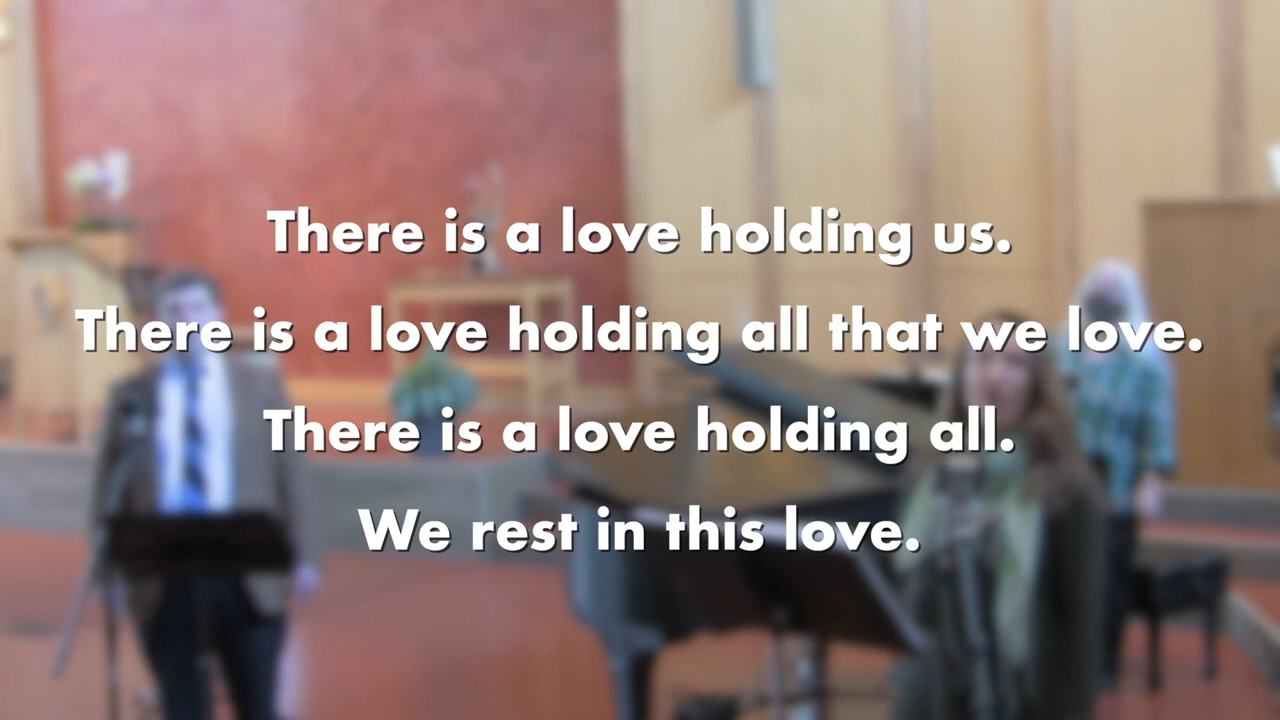 There is a love holding us.
There is a love holding all that we love.
There is a love holding all.
We rest in this love.